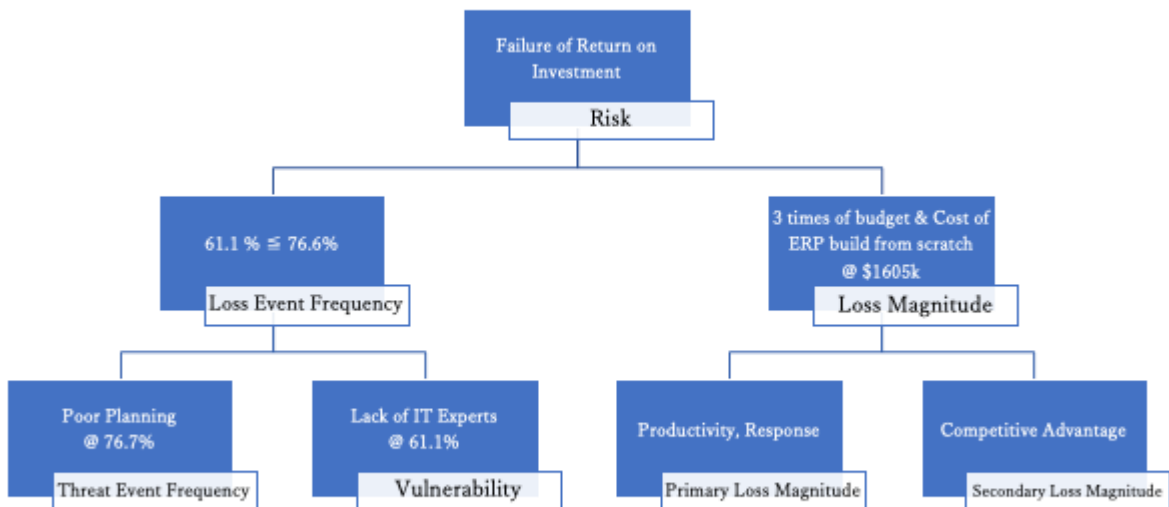 Failure of Return on
Investment
Risk
61.1 % ≦ 76.6%
Loss Event Frequency
3 times of budget & Cost of
ERP build from scratch
@ $1605k
Loss Magnitude
Poor Planning
@ 76.7%
Threat Event Frequency
Lack of IT Experts
@ 61.1%
Vulnerability
Productivity, Response
Primary Loss Magnitude
Competitive Advantage
Secondary Loss Magnitude